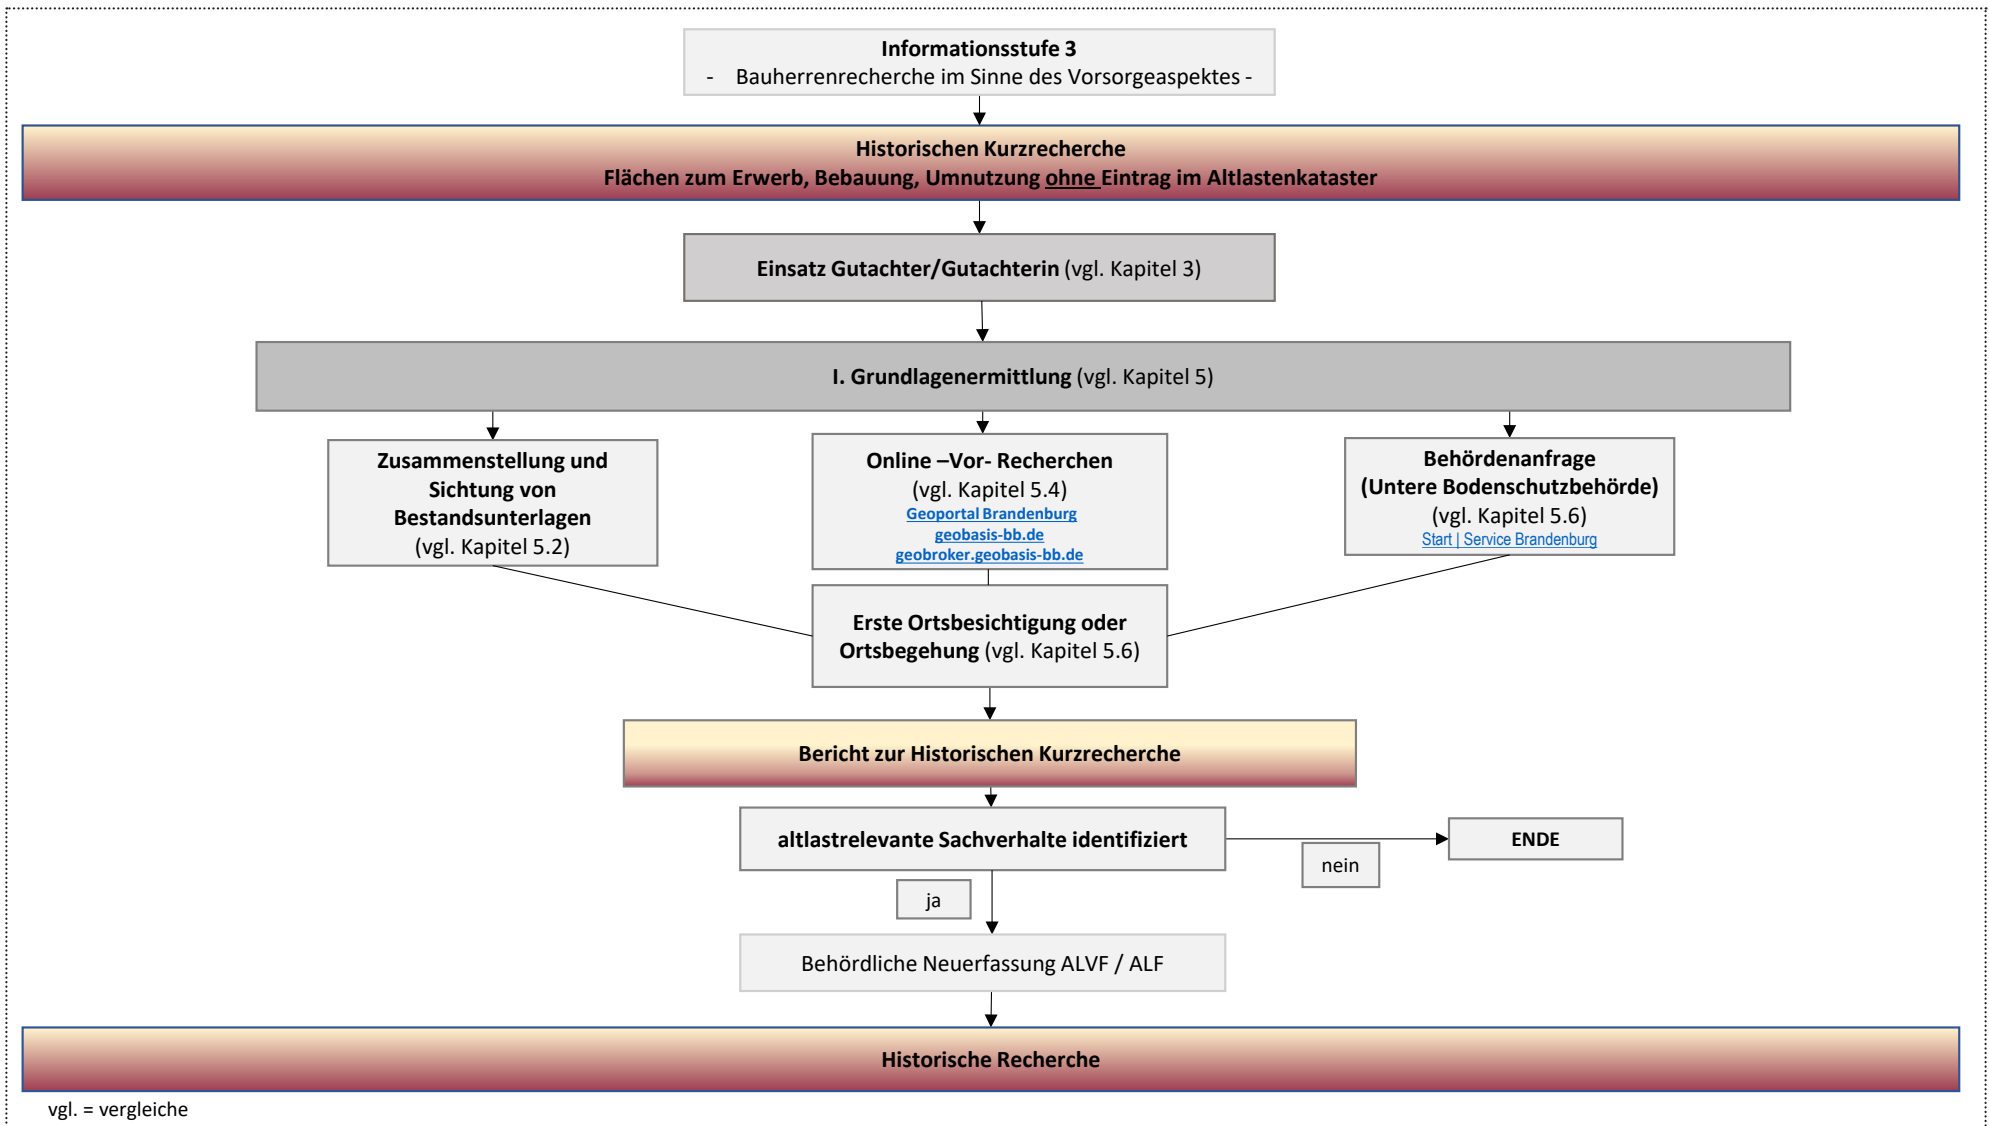 Informationsstufe 3
- Bauherrenrecherche im Sinne des Vorsorgeaspektes -
Historischen Kurzrecherche
Flächen zum Erwerb, Bebauung, Umnutzung ohne Eintrag im Altlastenkataster
Einsatz Gutachter/Gutachterin (vgl. Kapitel 3)
I. Grundlagenermittlung (vgl. Kapitel 5)
Zusammenstellung und
Sichtung von
Bestandsunterlagen
(vgl. Kapitel 5.2)
Online –Vor- Recherchen
(vgl. Kapitel 5.4)
Geoportal Brandenburg
geobasis-bb.de
geobroker.geobasis-bb.de
Behördenanfrage
(Untere Bodenschutzbehörde)
(vgl. Kapitel 5.6)
Start | Service Brandenburg
Erste Ortsbesichtigung oder
Ortsbegehung (vgl. Kapitel 5.6)
Bericht zur Historischen Kurzrecherche
altlastrelevante Sachverhalte identifiziert
nein
ENDE
ja
Behördliche Neuerfassung ALVF / ALF
Historische Recherche
vgl. = vergleiche